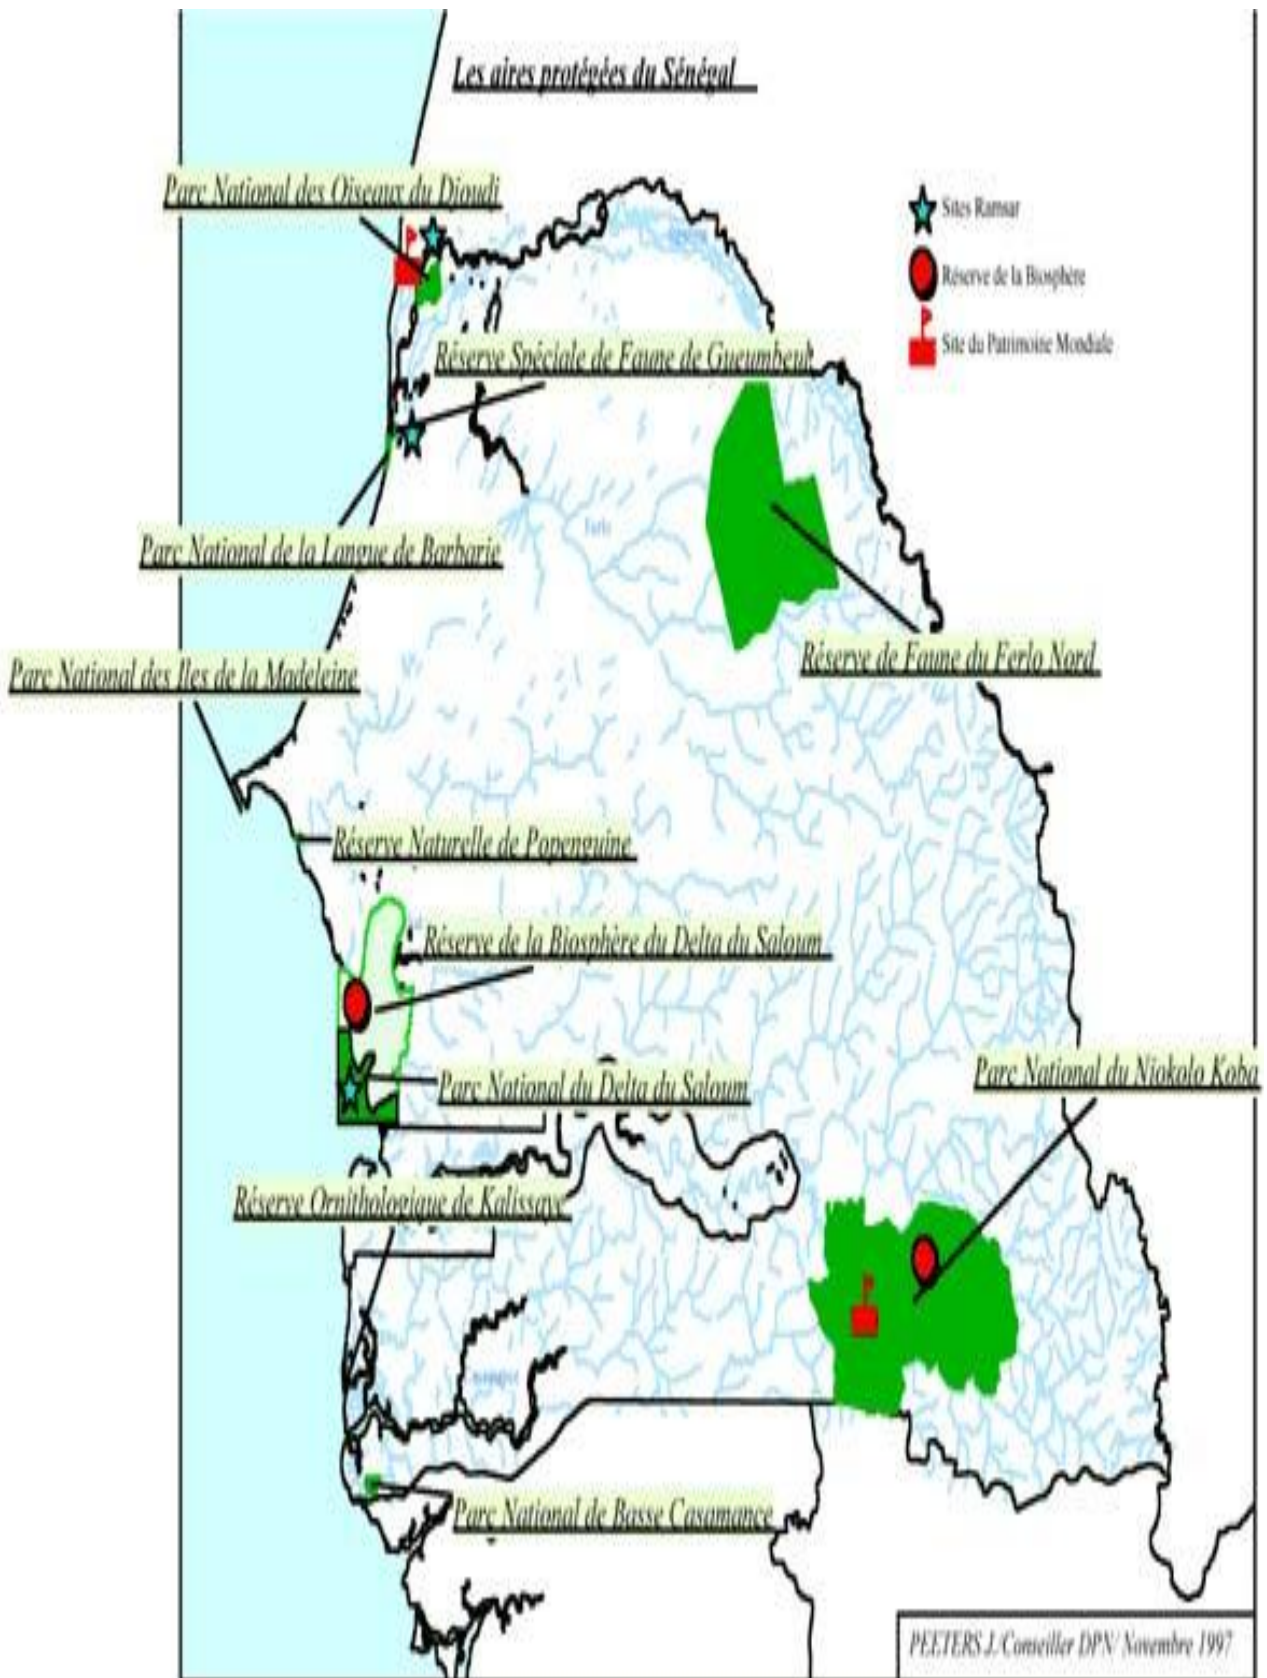 Les aires protégées du Sénégal
Parc National des Oiseaux du Djoudi
Sites Ramsar
Réserve de la Biosphère
Site du Patrimoine Mondiale
Réserve Spéciale de Faune de Gueumbeul
Ferlo
Parc National de la Langue de Barbarie
Réserve de Faune du Ferlo Nord
Parc National des Iles de la Madeleine
Réserve Naturelle de Popenguine
Réserve de la Biosphère du Delta du Saloum
Parc National du Delta du Saloum
Parc National du Niokolo Koba
Réserve Ornithologique de Kalissaye
Parc National de Basse Casamance
PEETERS J./Conseiller DPN/ Novembre 1997